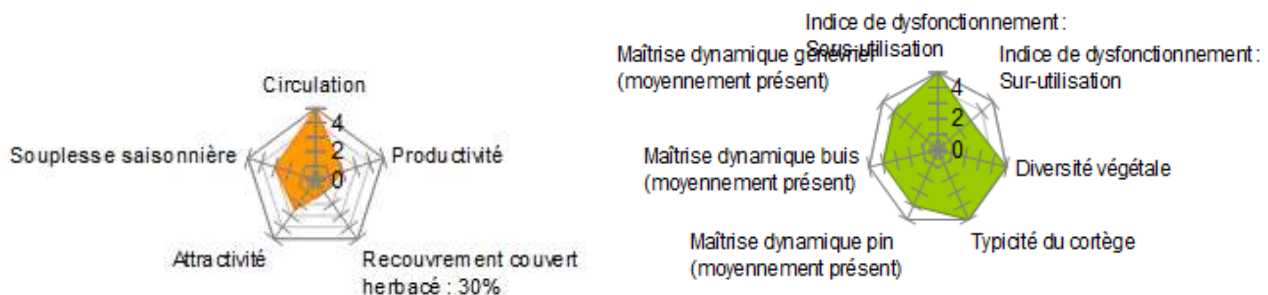 Circulation
4
2
0
Productivité
Recouvrement couvert
herbacé : 30%
Attractivité
Souplesse saisonnière
Indice de dysfonctionnement :
Sous-utilisation
Indice de dysfonctionnement :
Sur-utilisation
4
2
0
Diversité végétale
Typicité du cortège
Maîtrise dynamique pin
(moyennement présent)
Maîtrise dynamique buis
(moyennement présent)
Maîtrise dynamique génévrier
(moyennement présent)